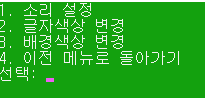 1. 소리 설정
2. 글자색상 변경
3. 배경색상 변경
4. 이전 메뉴로 돌아가기
선택: